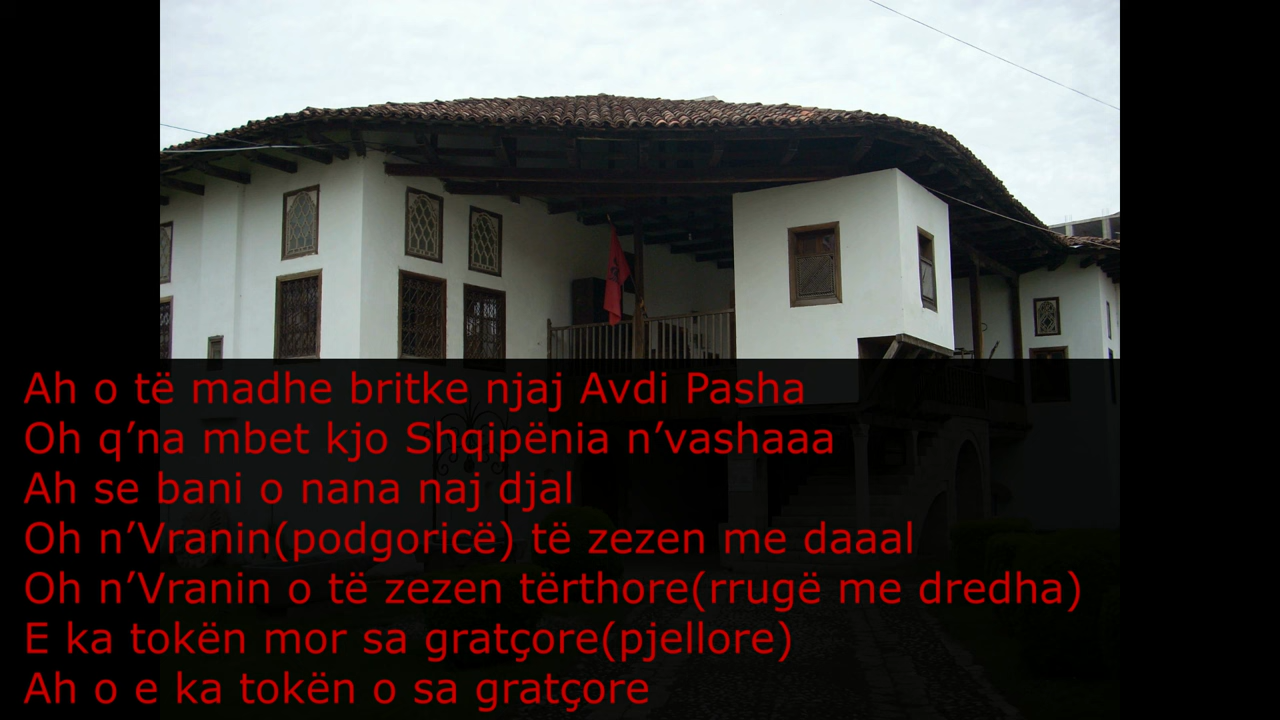 Ah o të madhe britke njaj Avdi Pasha
Oh q’na mbet kjo Shqipënia n’vashaaa
Ah se bani o nana naj djal
Oh n’Vranin(podgoricë) të zezen me daaal
Oh n’Vranin o të zezen tërthore(rrugë me dredha)
E ka tokën mor sa gratçore(pjellore)
Ah o e ka tokën o sa gratçore